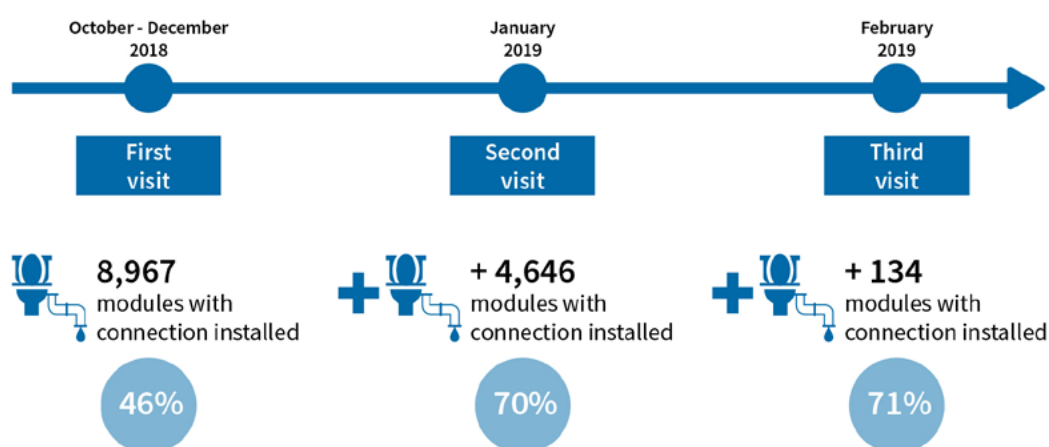 October - December
2018
January
2019
February
2019
First
visit
Second
visit
Third
visit
8,967
modules with
connection installed
+ 4,646
modules with
connection installed
+ 134
modules with
connection installed
46%
70%
71%